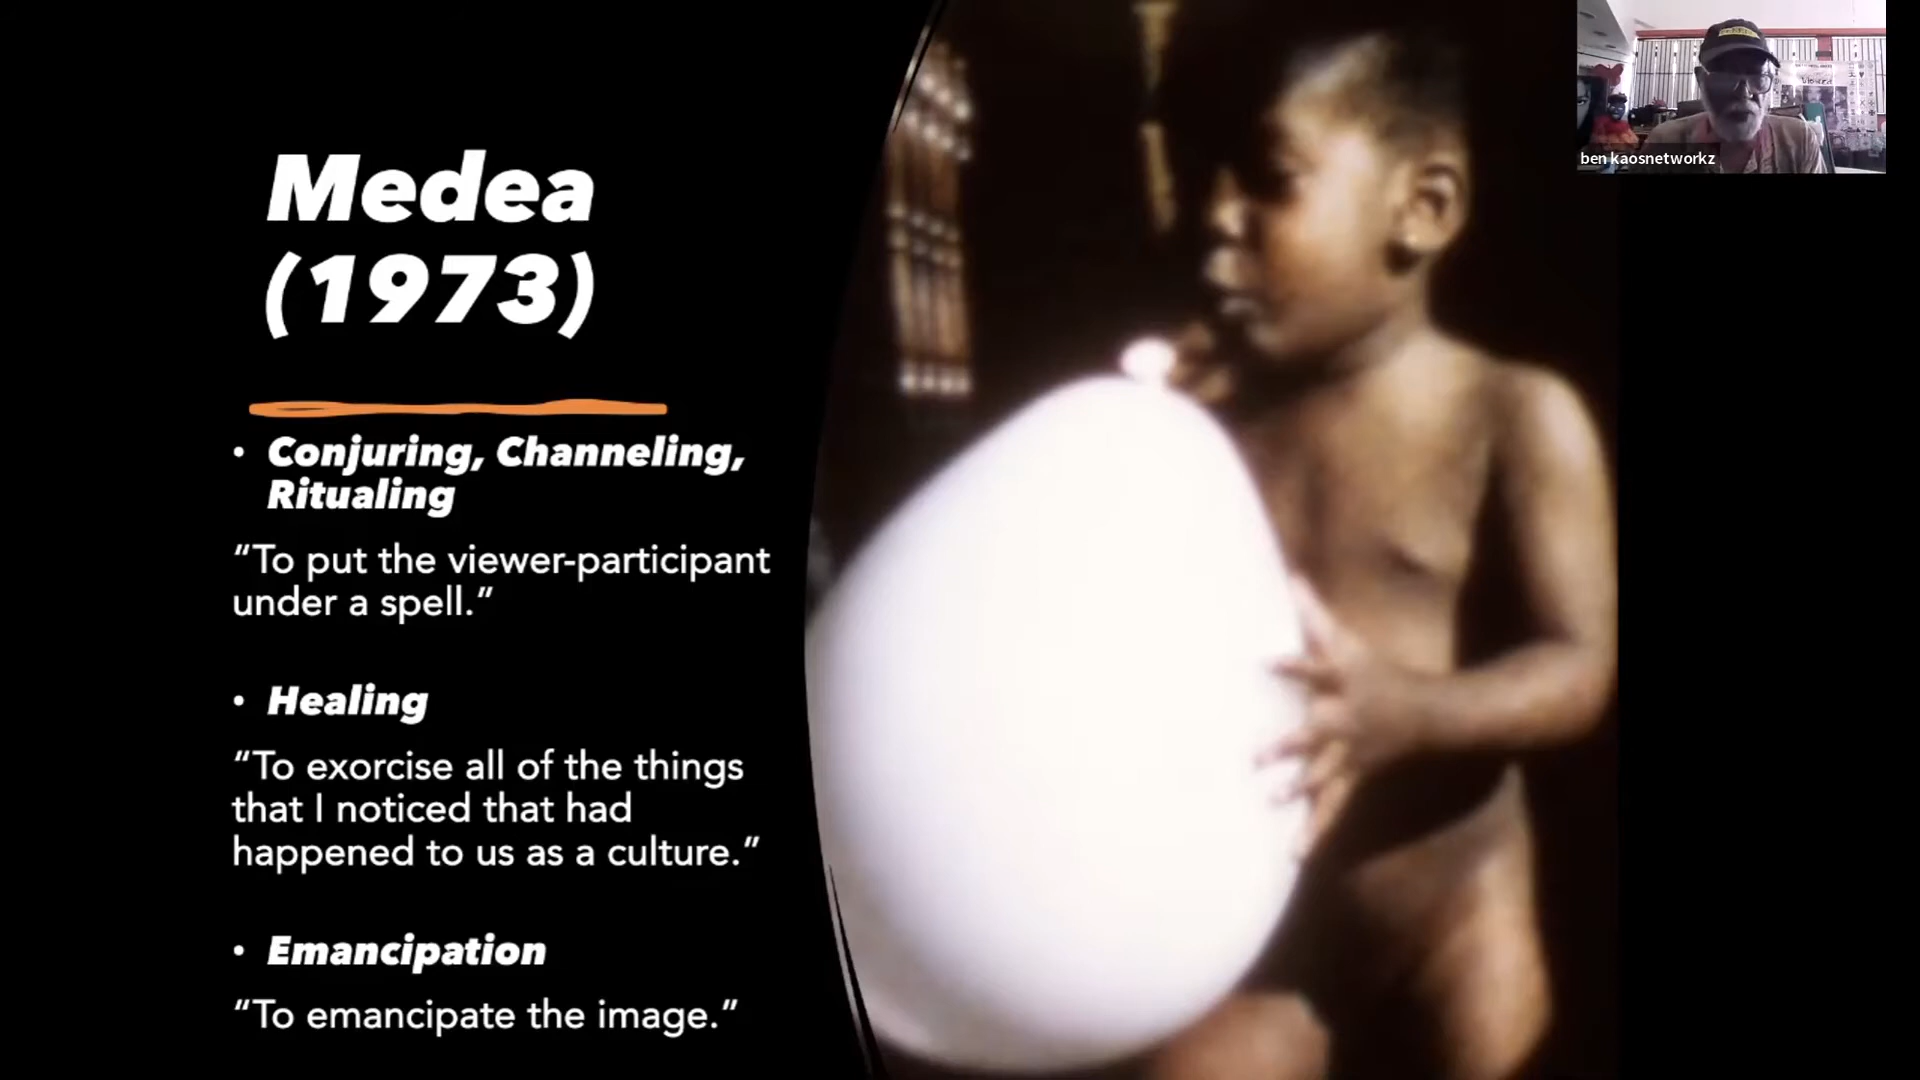 Medea
(1973)
• Conjuring, Channeling,
Ritualing
“To put the viewer-participant
under a spell.”
• Healing
“To exorcise all of the things
that I noticed that had
happened to us as a culture.”
• Emancipation
“To emancipate the image.”
ben kaosnetworkz